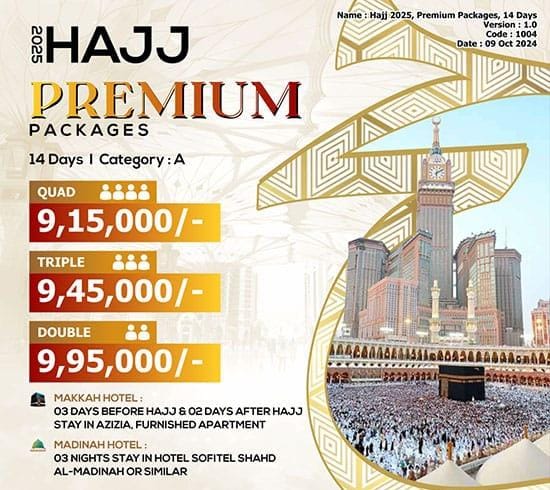 2025 HAJJ
PREMIUM
PACKAGES
14 Days I Category : A
Name : Hajj 2025, Premium Packages, 14 Days
Version : 1.0
Code : 1004
Date : 09 Oct 2024
QUAD
9,15,000/-
TRIPLE
9,45,000/-
DOUBLE
9,95,000/-
MAKKAH HOTEL :
03 DAYS BEFORE HAJJ & 02 DAYS AFTER HAJJ
STAY IN AZIZIA, FURNISHED APARTMENT
MADINAH HOTEL :
03 NIGHTS STAY IN HOTEL SOFITEL SHAHD
AL-MADINAH OR SIMILAR